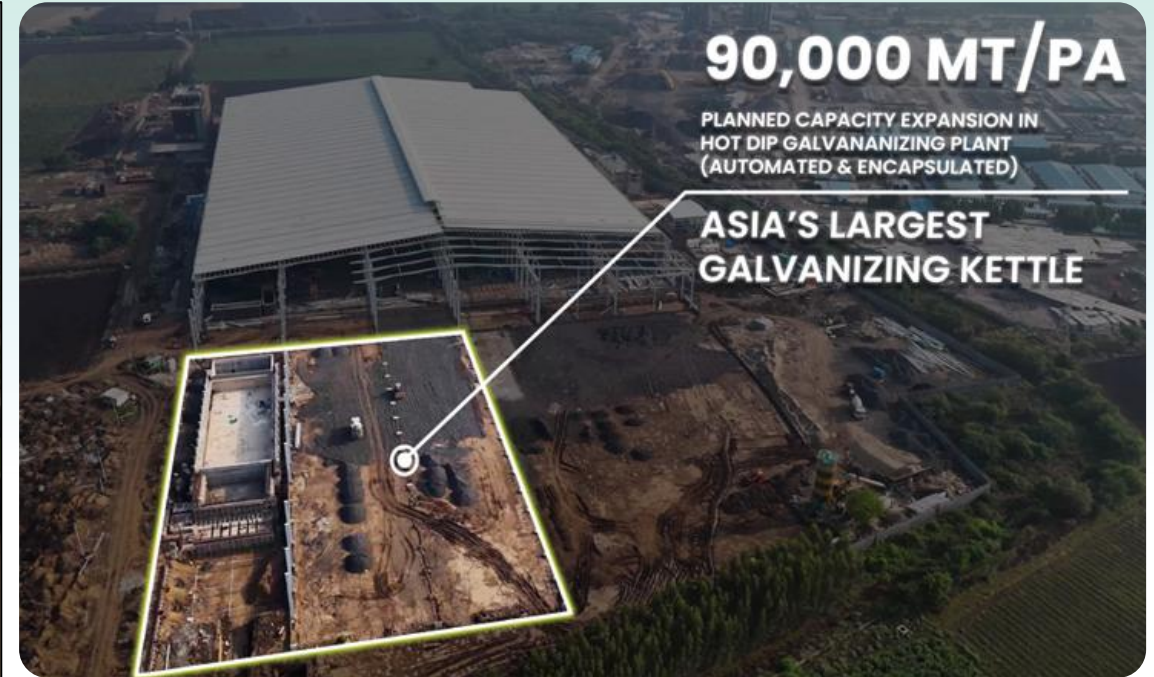 90,000 MT/PA
PLANNED CAPACITY EXPANSION IN
HOT DIP GALVANANIZING PLANT
(AUTOMATED & ENCAPSULATED)
ASIA'S LARGEST
GALVANIZING KETTLE